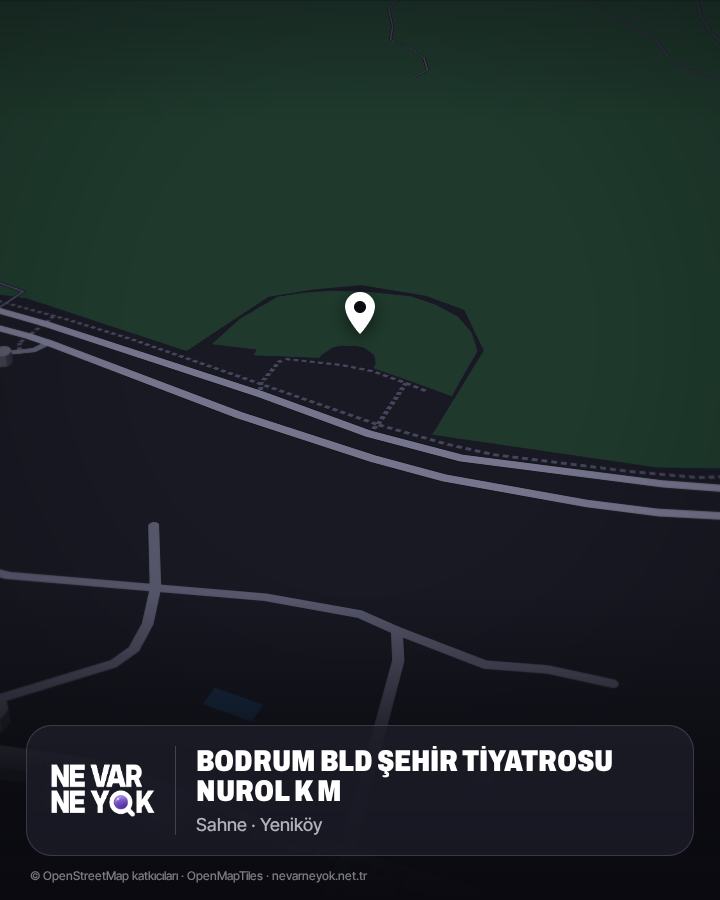 NE VAR
NE YOK
BODRUM BLD ŞEHİR TİYATROSU
NUROL K M
Sahne · Yeniköy
© OpenStreetMap katkıcıları · OpenMapTiles · nevarneyok.net.tr